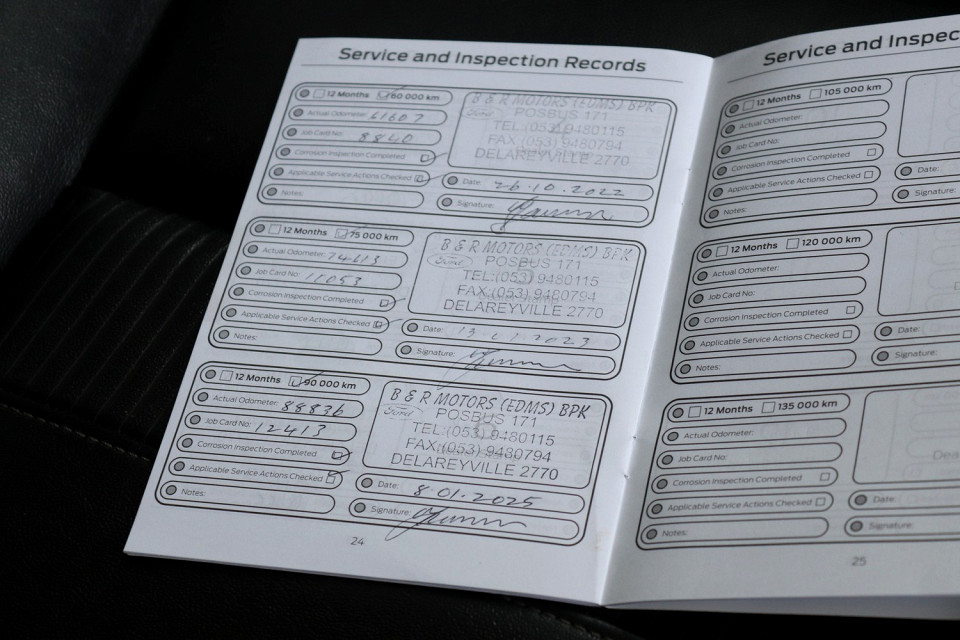 Service and Inspection Records
12 Months 60 000 km
Actual Odometer: 61607
Job Card No: 8840
Corrosion Inspection Completed
Applicable Service Actions Checked
Notes:
B & R MOTORS (EDMS) BPK
Ford
POSBUS 171
TEL:(053) 9480115
FAX:(053) 9480794
DELAREYVILLE 2770
Date: 26.10.2022
Signature:
12 Months 75 000 km
Actual Odometer: 74613
Job Card No: 11053
Corrosion Inspection Completed
Applicable Service Actions Checked
Notes:
B & R MOTORS (EDMS) BPK
Ford
POSBUS 171
TEL:(053) 9480115
FAX:(053) 9480794
DELAREYVILLE 2770
Date: 13.11.2023
Signature:
12 Months 90 000 km
Actual Odometer: 88836
Job Card No: 12413
Corrosion Inspection Completed
Applicable Service Actions Checked
Notes:
B & R MOTORS (EDMS) BPK
Ford
POSBUS 171
TEL:(053) 9480115
FAX:(053) 9480794
DELAREYVILLE 2770
Date: 8.01.2025
Signature:
24
Service and Inspec
12 Months 105 000 km
Actual Odometer:
Job Card No:
Corrosion Inspection Completed
Applicable Service Actions Checked
Notes:
Date:
Signature:
12 Months 120 000 km
Actual Odometer:
Job Card No:
Corrosion Inspection Completed
Applicable Service Actions Checked
Notes:
Date:
Signature:
12 Months 135 000 km
Actual Odometer:
Job Card No:
Corrosion Inspection Completed
Applicable Service Actions Checked
Notes:
Dea
Date:
Signature:
25